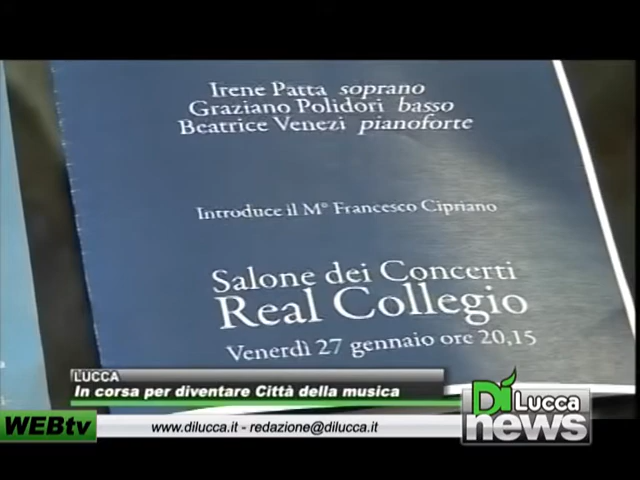 Irene Patta soprano
Graziano Polidori basso
Beatrice Venezi pianoforte
Introduce il M° Francesco Cipriano
Salone dei Concerti
Real Collegio
Venerdì 27 gennaio ore 20,15
LUCCA
In corsa per diventare Città della musica
WEBtv
www.dilucca.it - redazione@dilucca.it
Dì LUCCA
news